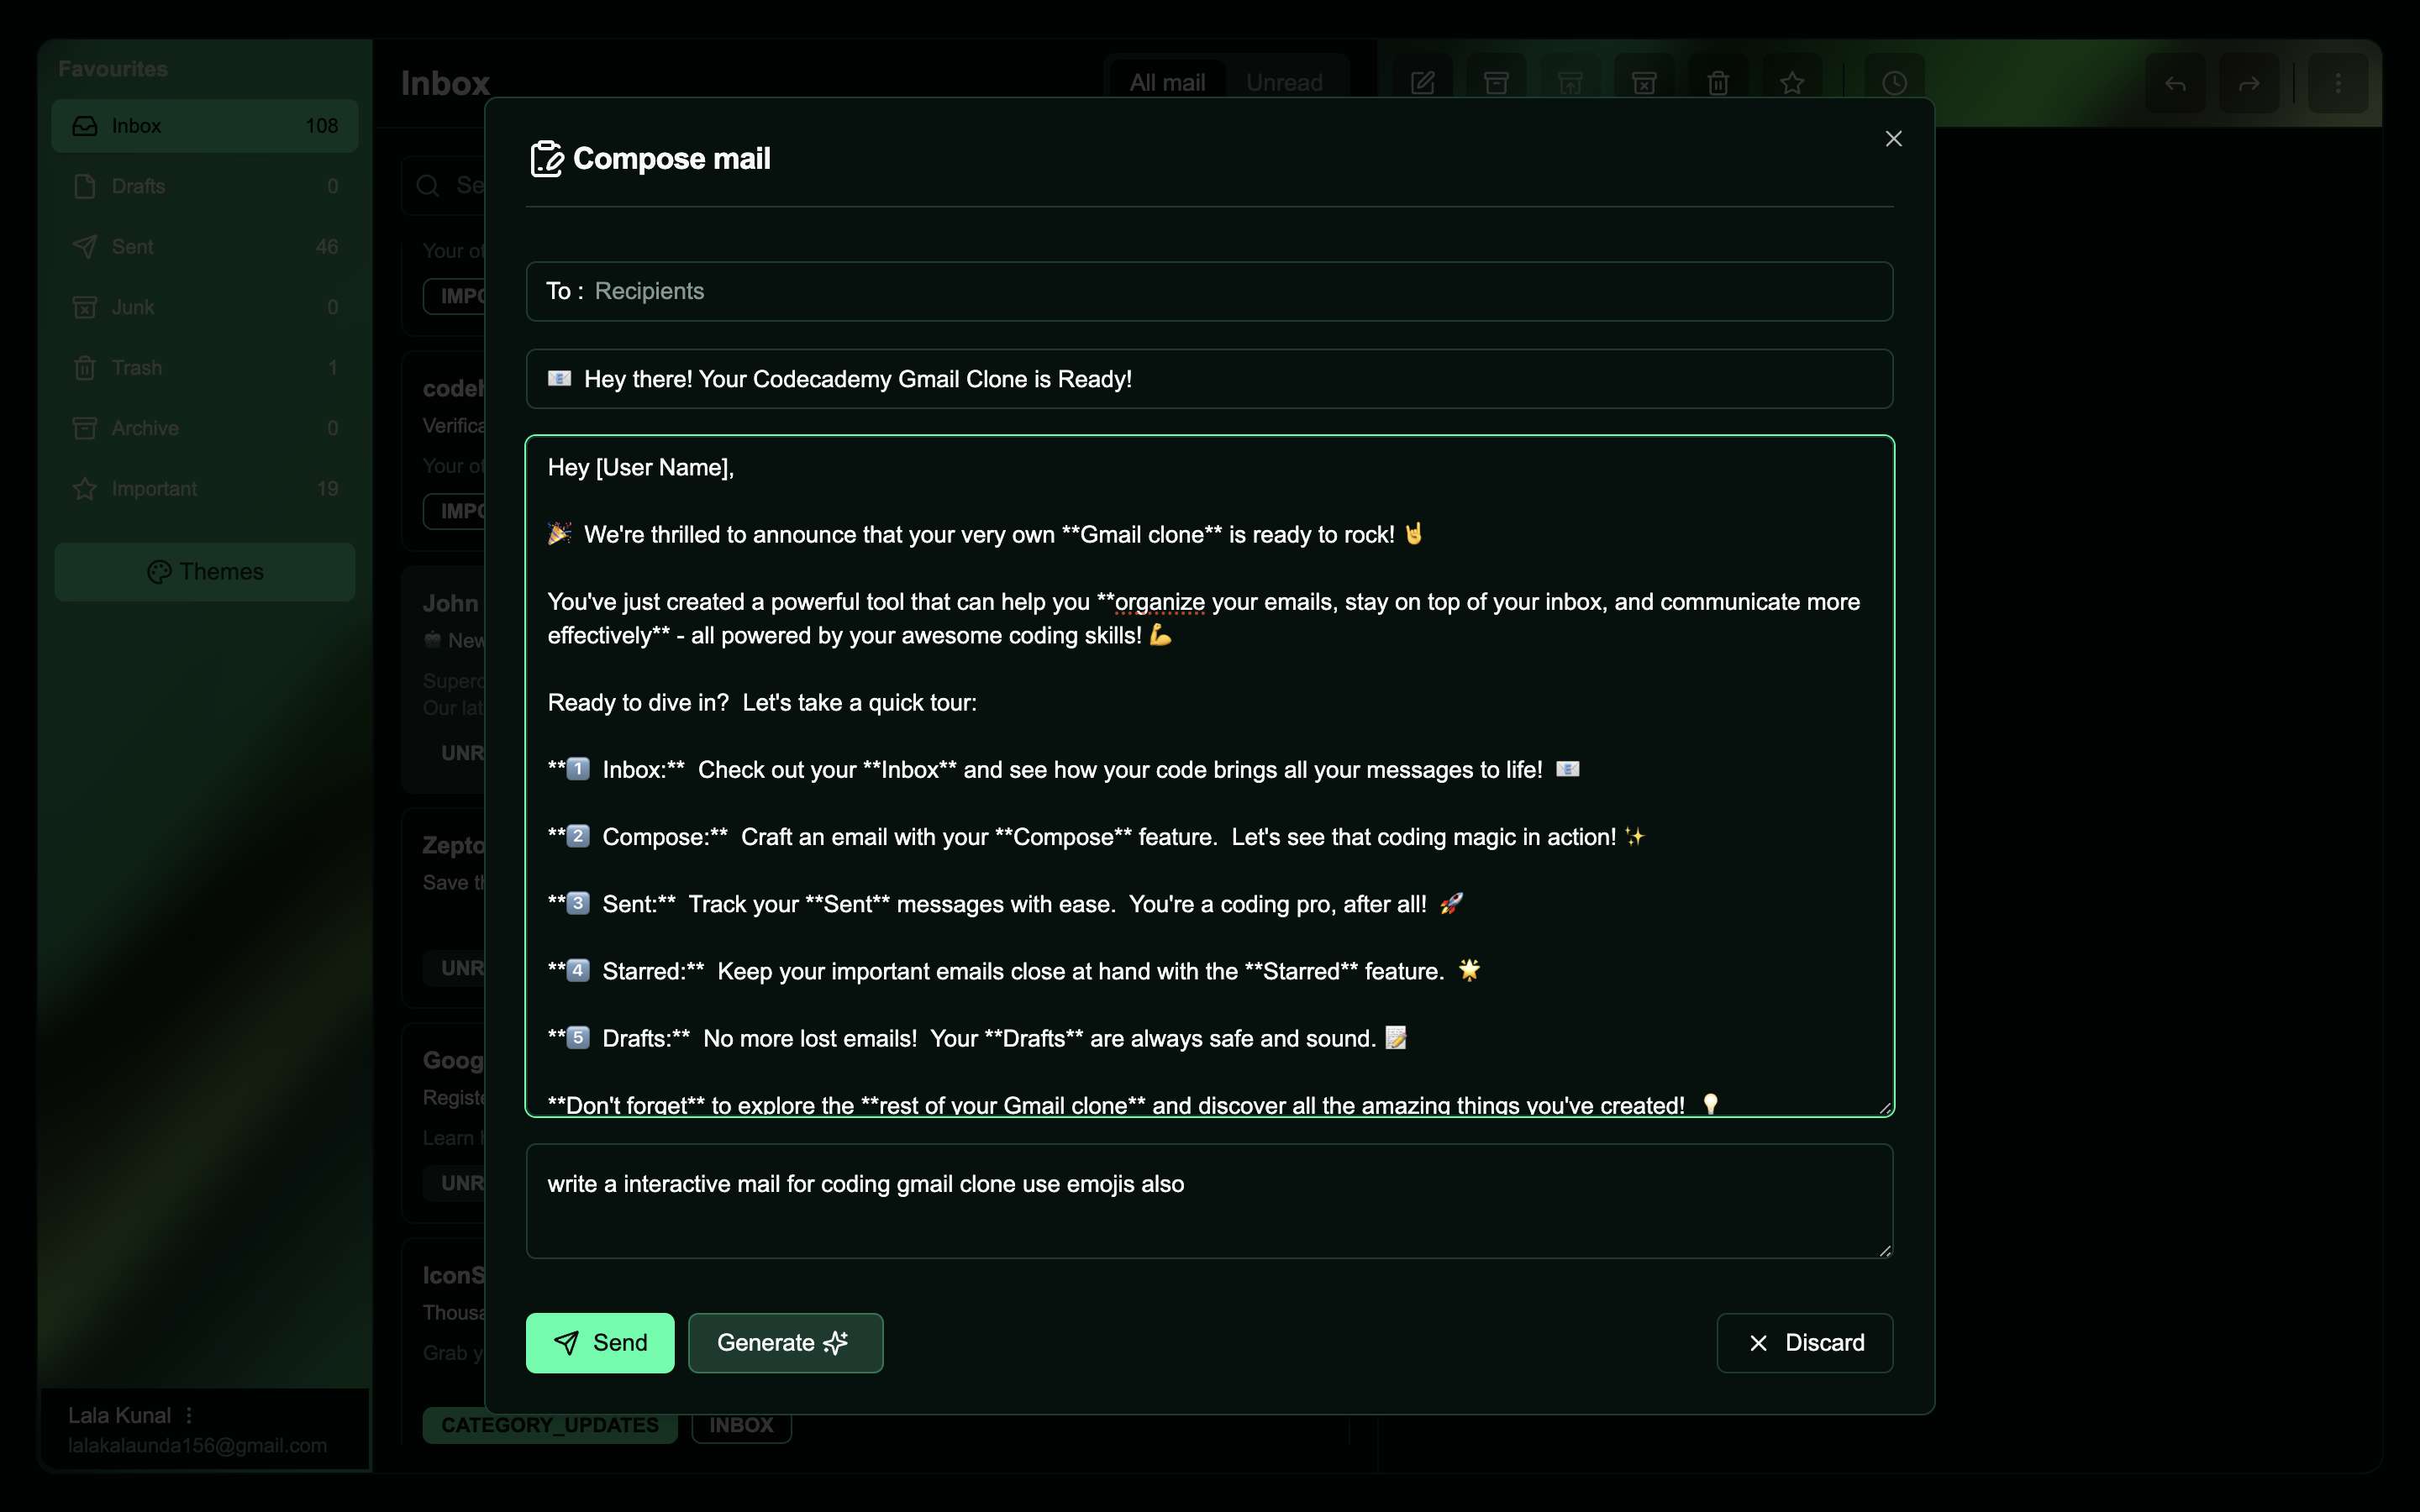 Favourites
Inbox 108
Drafts 0
Sent 46
Junk 0
Trash 1
Archive 0
Important 19
Themes
Lala Kunal
lalakalaunda156@gmail.com
Inbox
All mail Unread
Se
Your ot
IMPO
codeh
Verifica
Your ot
IMPO
John
New
Superc
Our lat
UNR
Zepto
Save th
UNR
Goog
Registe
Learn
UNR
IconS
Thousa
Grab y
CATEGORY_UPDATES INBOX
Compose mail
To : Recipients
📧 Hey there! Your Codecademy Gmail Clone is Ready!
Hey [User Name],
🎉 We're thrilled to announce that your very own **Gmail clone** is ready to rock! 🤘
You've just created a powerful tool that can help you **organize your emails, stay on top of your inbox, and communicate more
effectively** - all powered by your awesome coding skills! 💪
Ready to dive in? Let's take a quick tour:
**1️⃣ Inbox:** Check out your **Inbox** and see how your code brings all your messages to life! 📧
**2️⃣ Compose:** Craft an email with your **Compose** feature. Let's see that coding magic in action! ✨
**3️⃣ Sent:** Track your **Sent** messages with ease. You're a coding pro, after all! 🚀
**4️⃣ Starred:** Keep your important emails close at hand with the **Starred** feature. 🌟
**5️⃣ Drafts:** No more lost emails! Your **Drafts** are always safe and sound. 📝
**Don't forget** to explore the **rest of your Gmail clone** and discover all the amazing things you've created! 💡
write a interactive mail for coding gmail clone use emojis also
Send
Generate
Discard